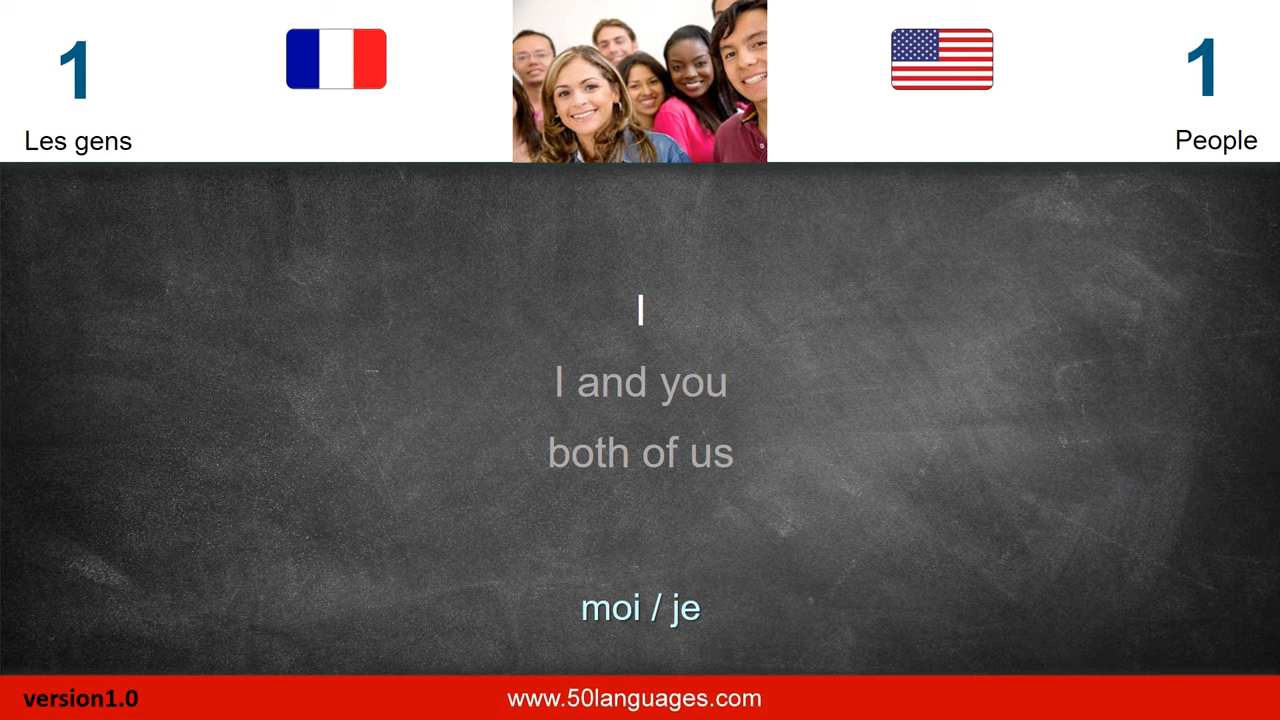 1
1
Les gens
People
I
I and you
both of us
moi / je
version1.0
www.50languages.com